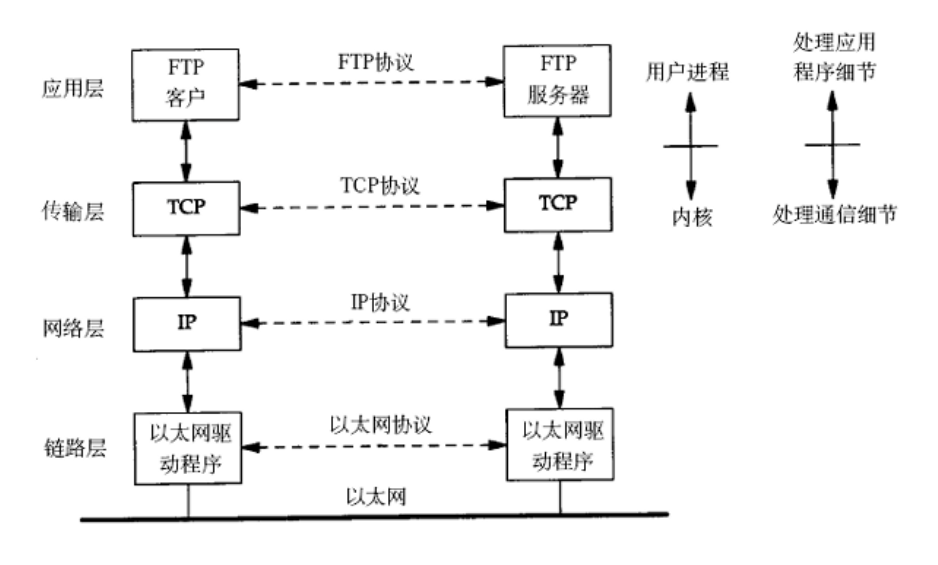 FTP协议
处理应用
程序细节
用户进程
应用层
FTP
客户
FTP
服务器
TCP协议
传输层
TCP
TCP
内核
处理通信细节
IP协议
网络层
IP
IP
以太网协议
链路层
以太网驱
动程序
以太网驱
动程序
以太网